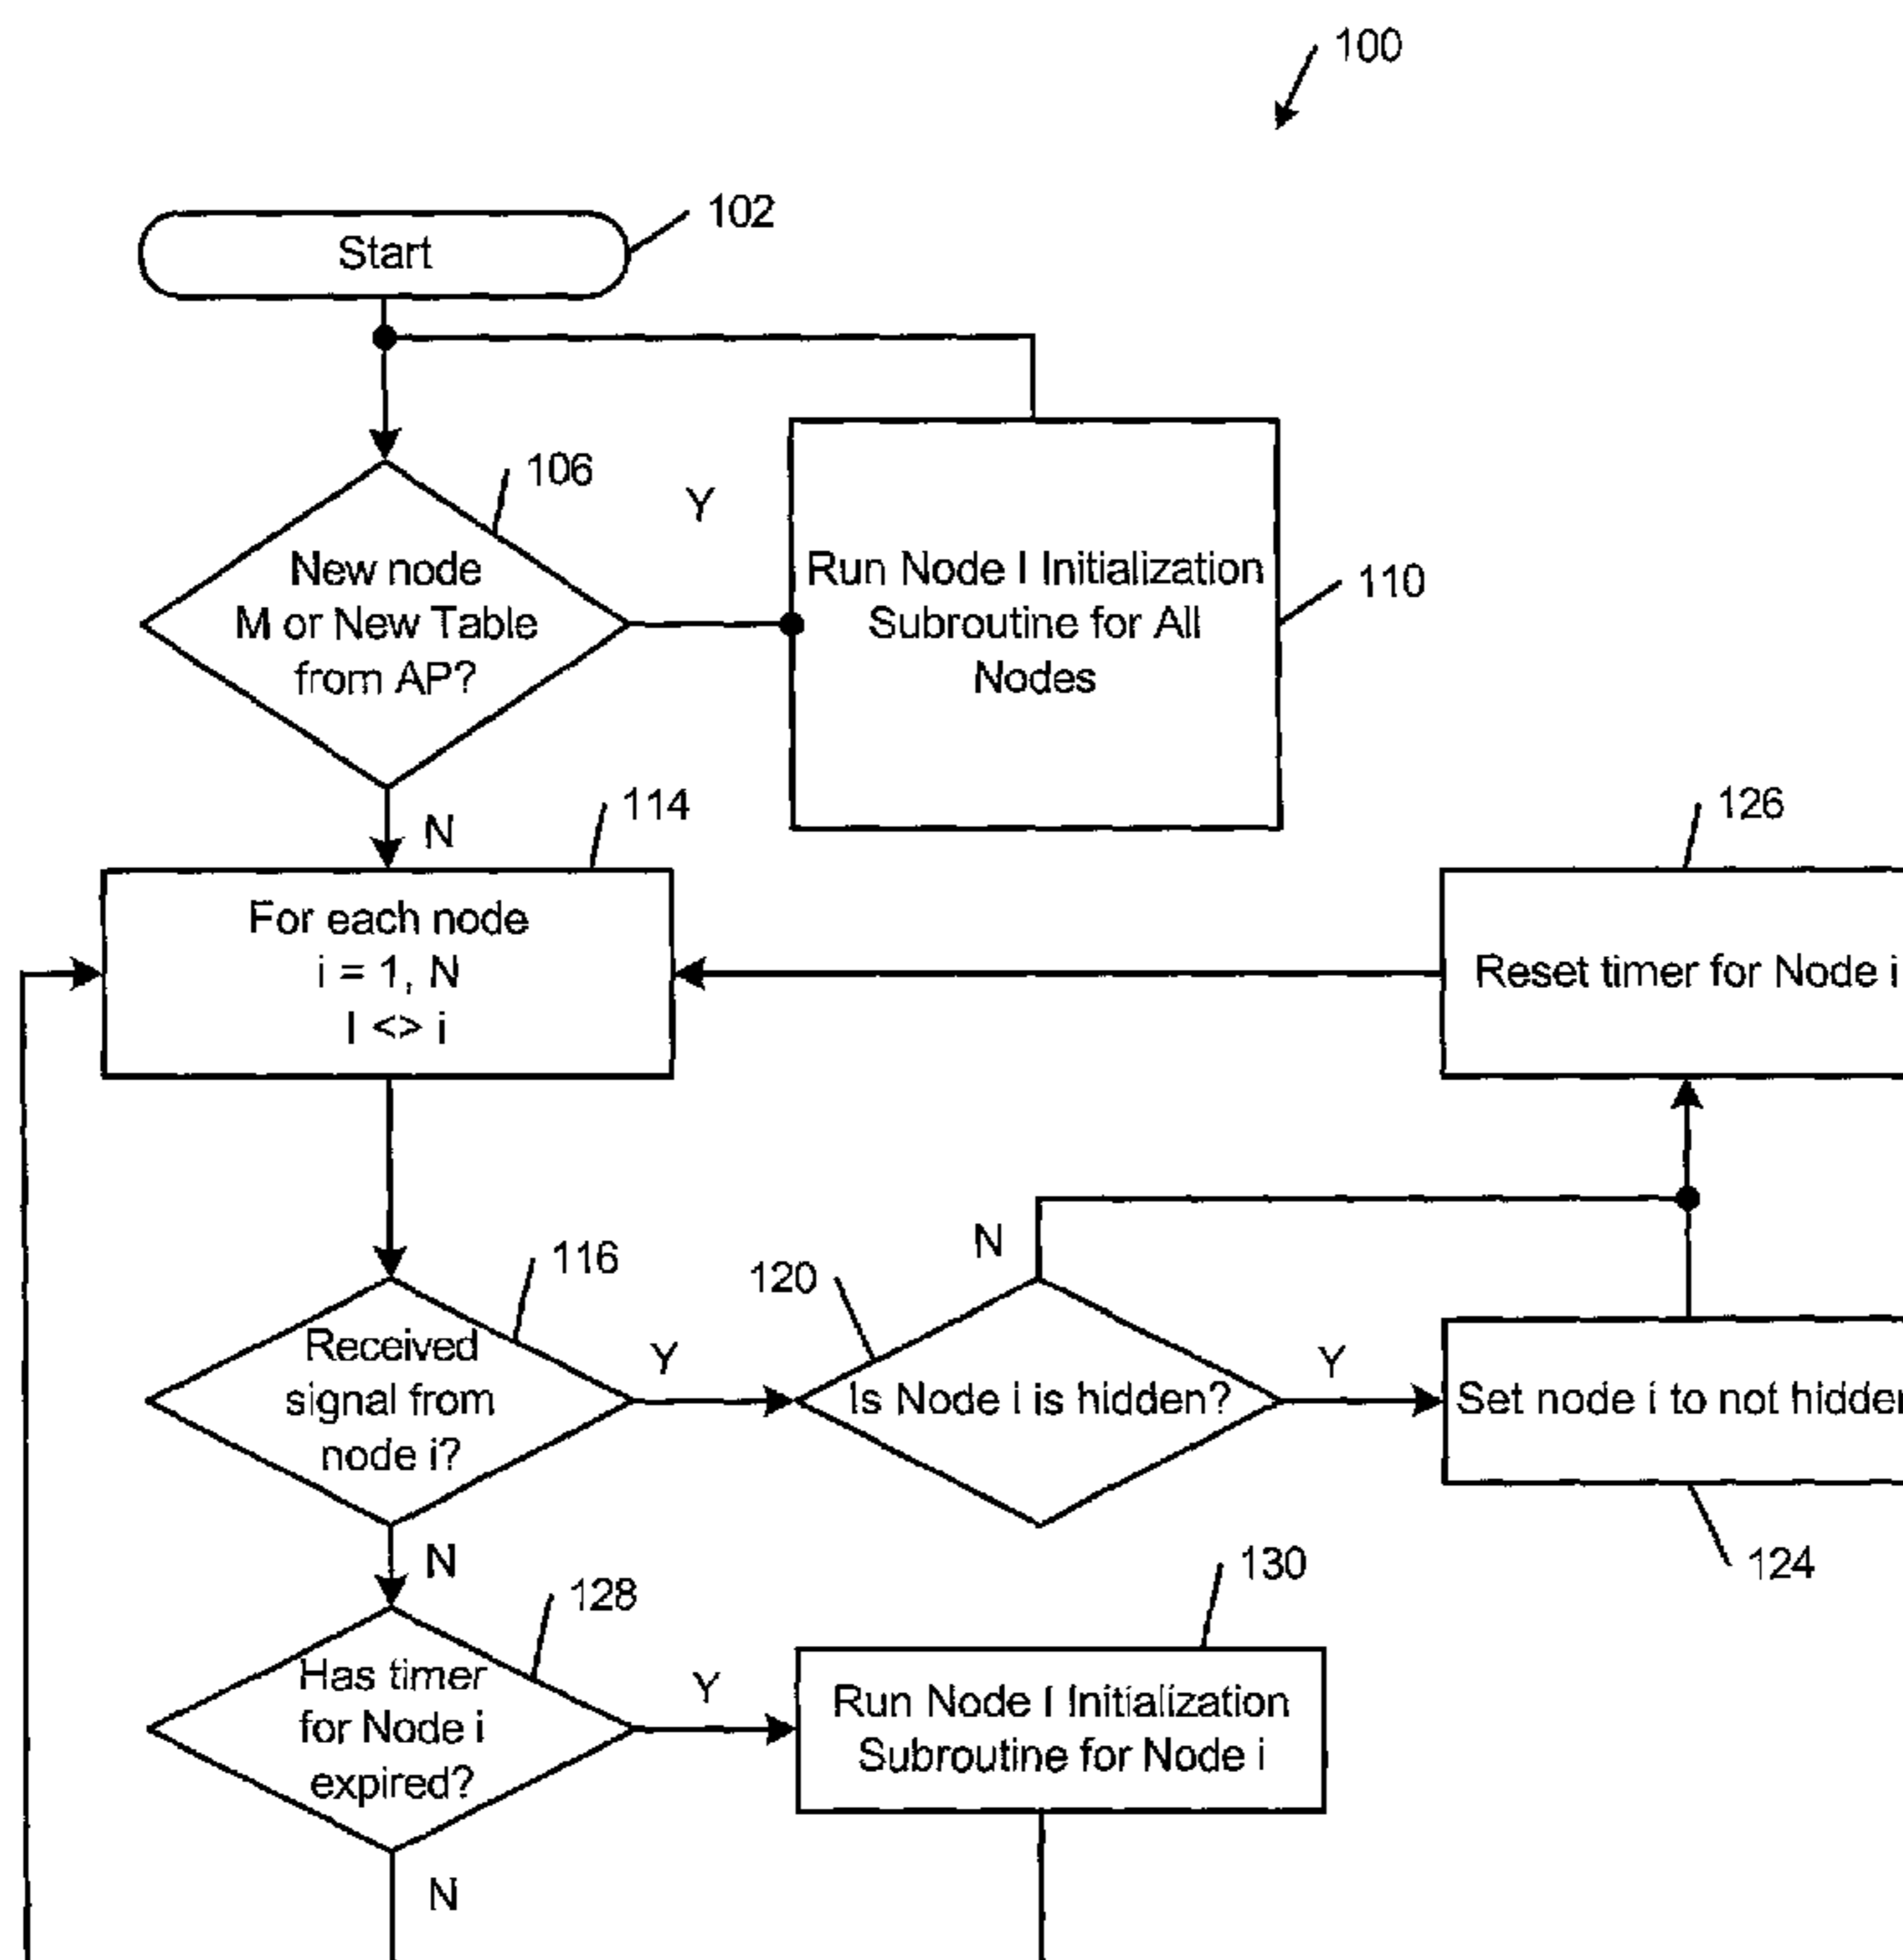 100
102
Start
106
Y
New node
M or New Table
from AP?
Run Node I Initialization
Subroutine for All
Nodes
110
N
114
126
For each node
i = 1, N
I <> i
Reset timer for Node i
116
120
N
Received
signal from
node i?
Y
Is Node i is hidden?
Y
Set node i to not hidden
N
124
128
130
Has timer
for Node i
expired?
Y
Run Node I Initialization
Subroutine for Node i
N